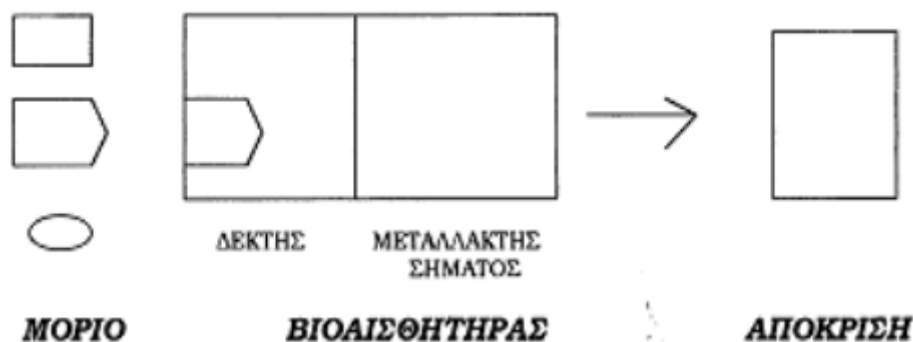 ΔΕΚΤΗΣ
ΜΕΤΑΛΛΑΚΤΗΣ
ΣΗΜΑΤΟΣ
ΜΟΡΙΟ
ΒΙΟΑΙΣΘΗΤΗΡΑΣ
ΑΠΟΚΡΙΣΗ